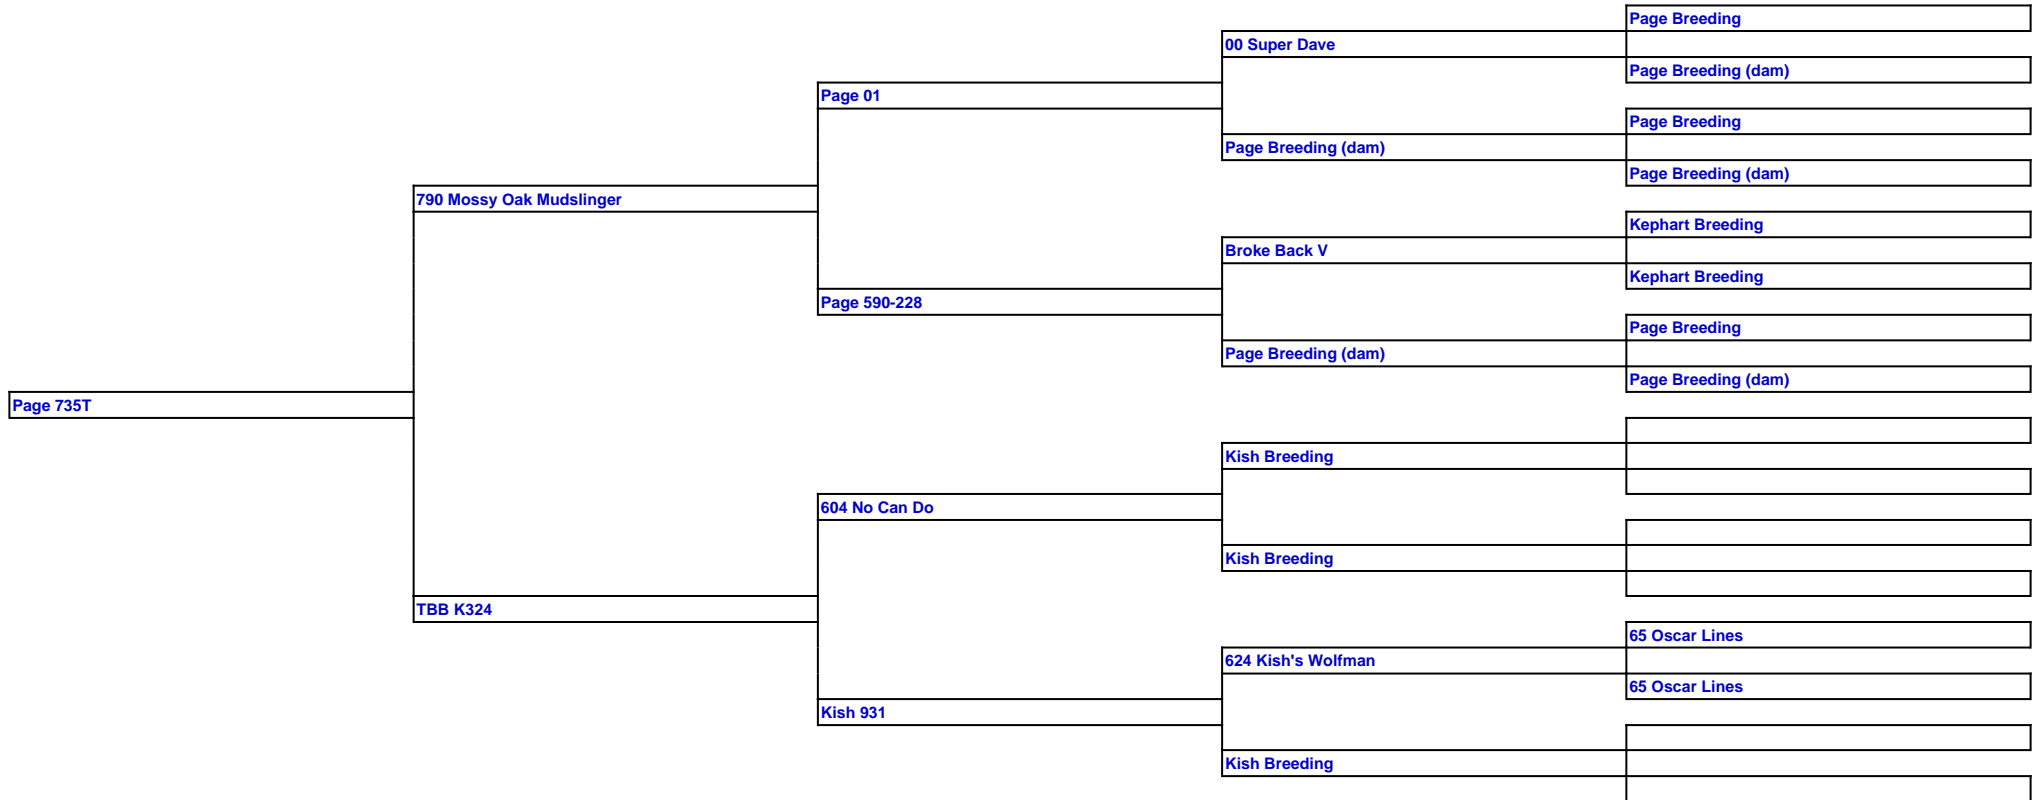 Page Breeding
00 Super Dave
Page Breeding (dam)
Page 01
Page Breeding
Page Breeding (dam)
Page Breeding (dam)
790 Mossy Oak Mudslinger
Kephart Breeding
Broke Back V
Kephart Breeding
Page 590-228
Page Breeding
Page Breeding (dam)
Page Breeding (dam)
Page 735T
Kish Breeding
604 No Can Do
Kish Breeding
TBB K324
65 Oscar Lines
624 Kish's Wolfman
65 Oscar Lines
Kish 931
Kish Breeding